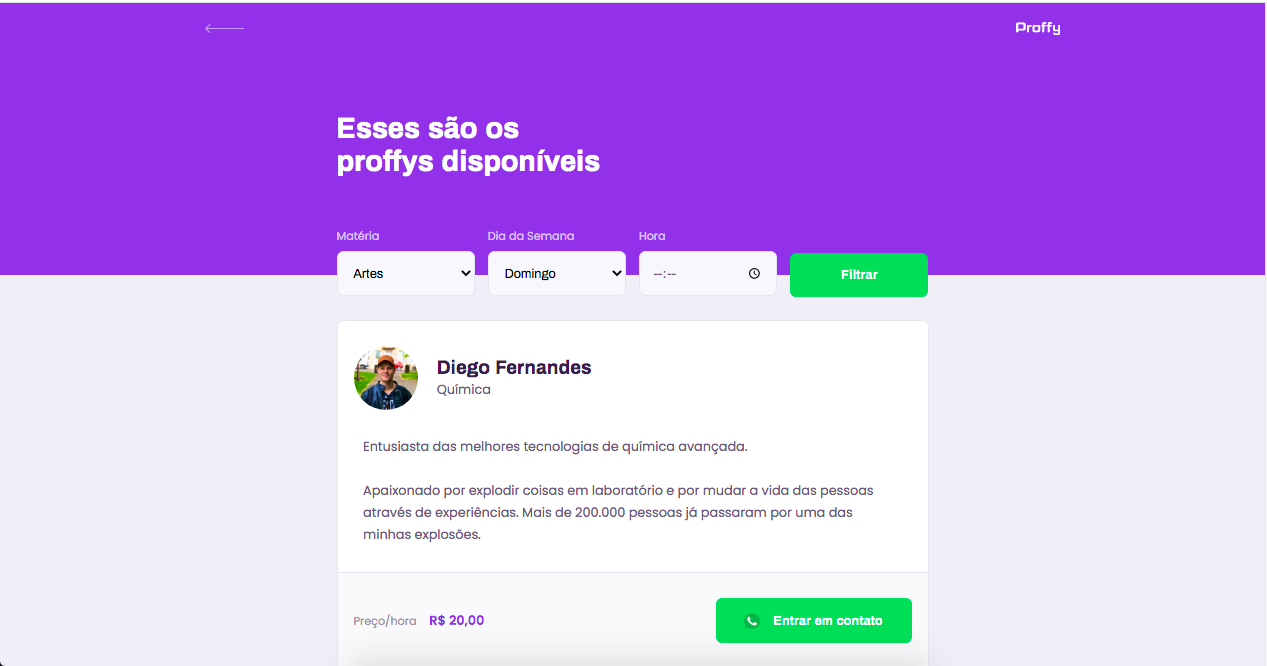 Proffy
Esses são os
proffys disponíveis
Matéria
Dia da Semana
Hora
Artes
Domingo
--:--
Filtrar
Diego Fernandes
Química
Entusiasta das melhores tecnologias de química avançada.
Apaixonado por explodir coisas em laboratório e por mudar a vida das pessoas
através de experiências. Mais de 200.000 pessoas já passaram por uma das
minhas explosões.
Preço/hora R$ 20,00
Entrar em contato